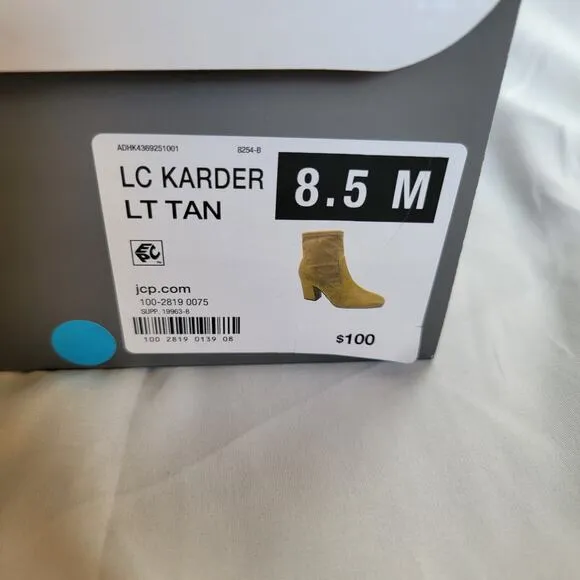 ADHK4369251001 8254-B
LC KARDER
LT TAN
8.5 M
EPC
jcp.com
100-2819 0075
SUPP. 19963-8
100 2819 0139 08
$100